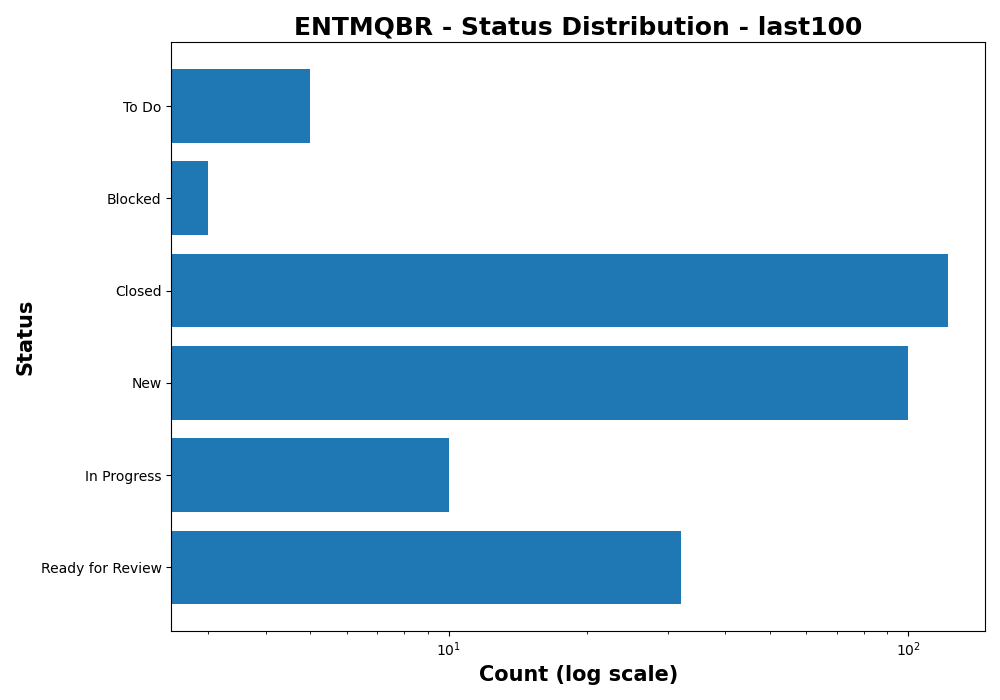 ENTMQBR - Status Distribution - last100
To Do
Blocked
Closed
New
In Progress
Ready for Review
Status
10¹
10²
Count (log scale)